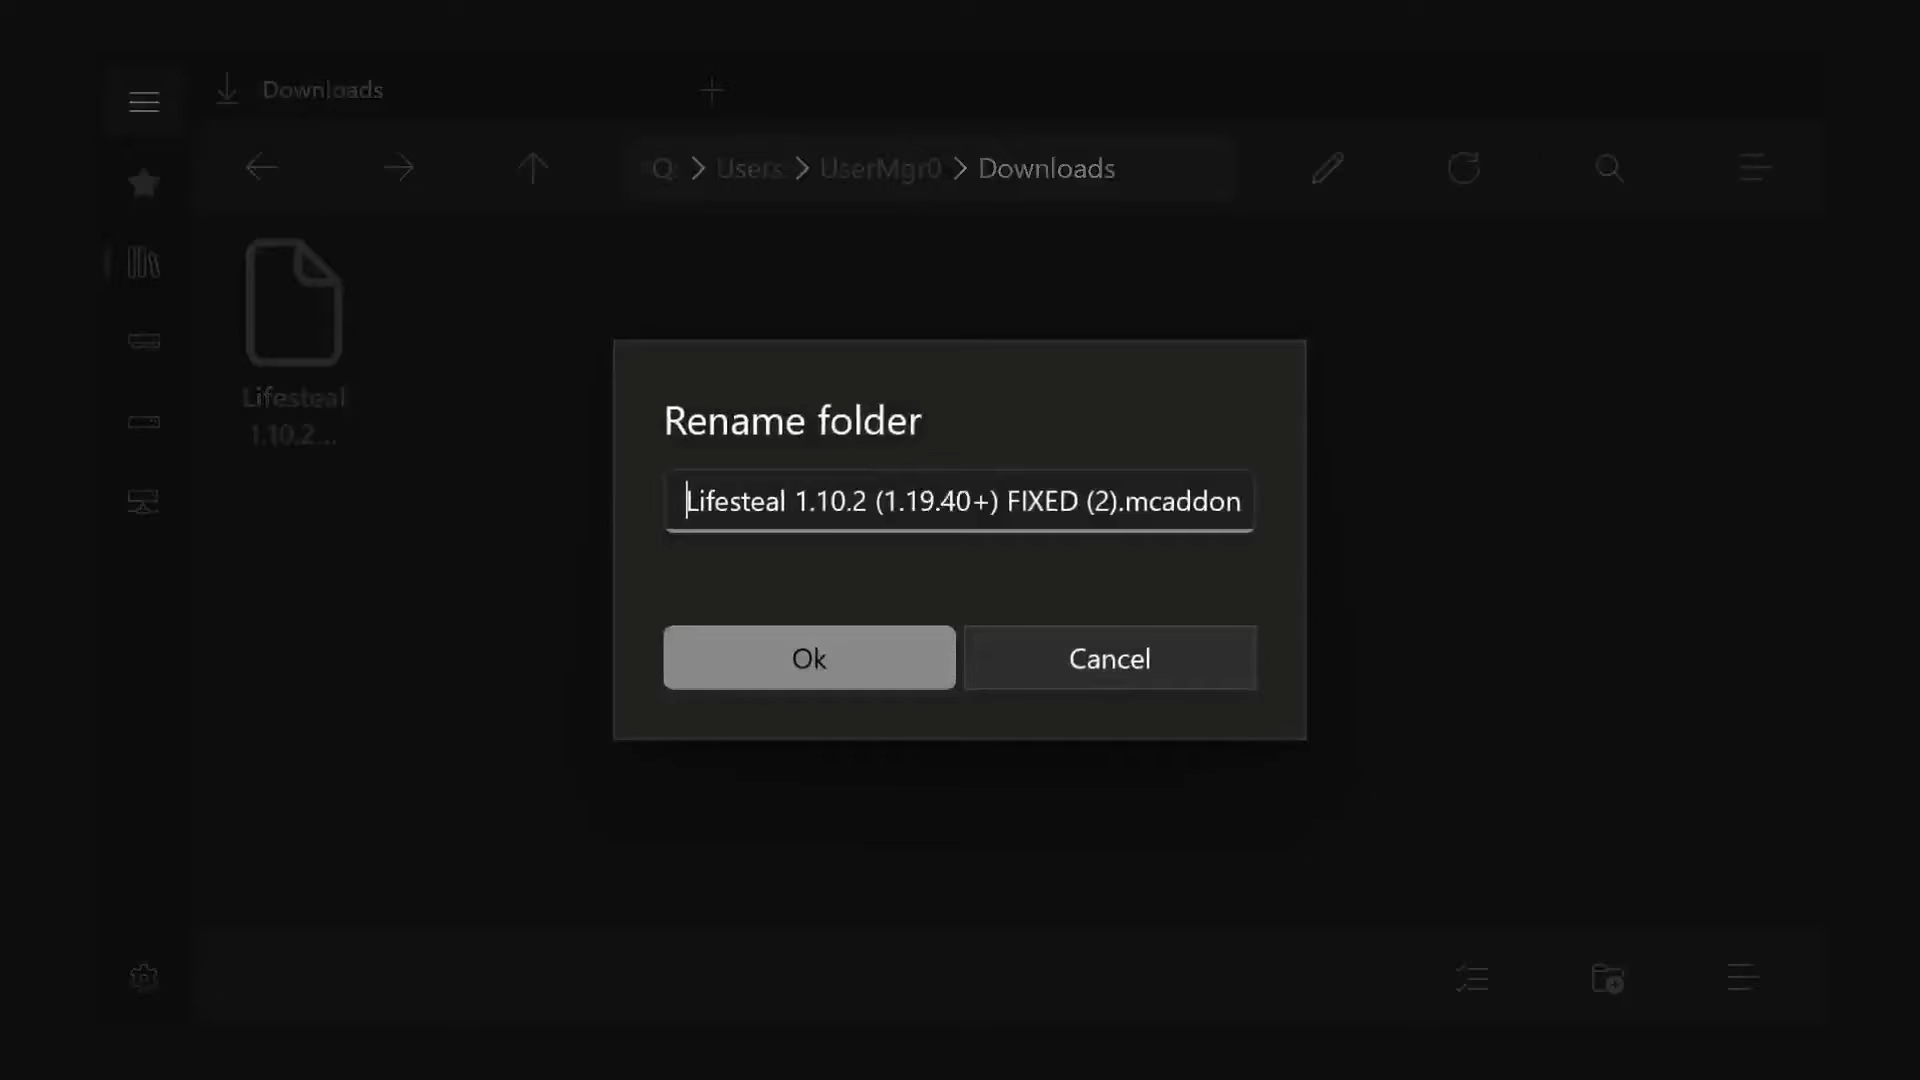 Downloads
Q: > Users > UserMgr0 > Downloads
Lifesteal
1.10.2...
Rename folder
Lifesteal 1.10.2 (1.19.40+) FIXED (2).mcaddon
Ok
Cancel